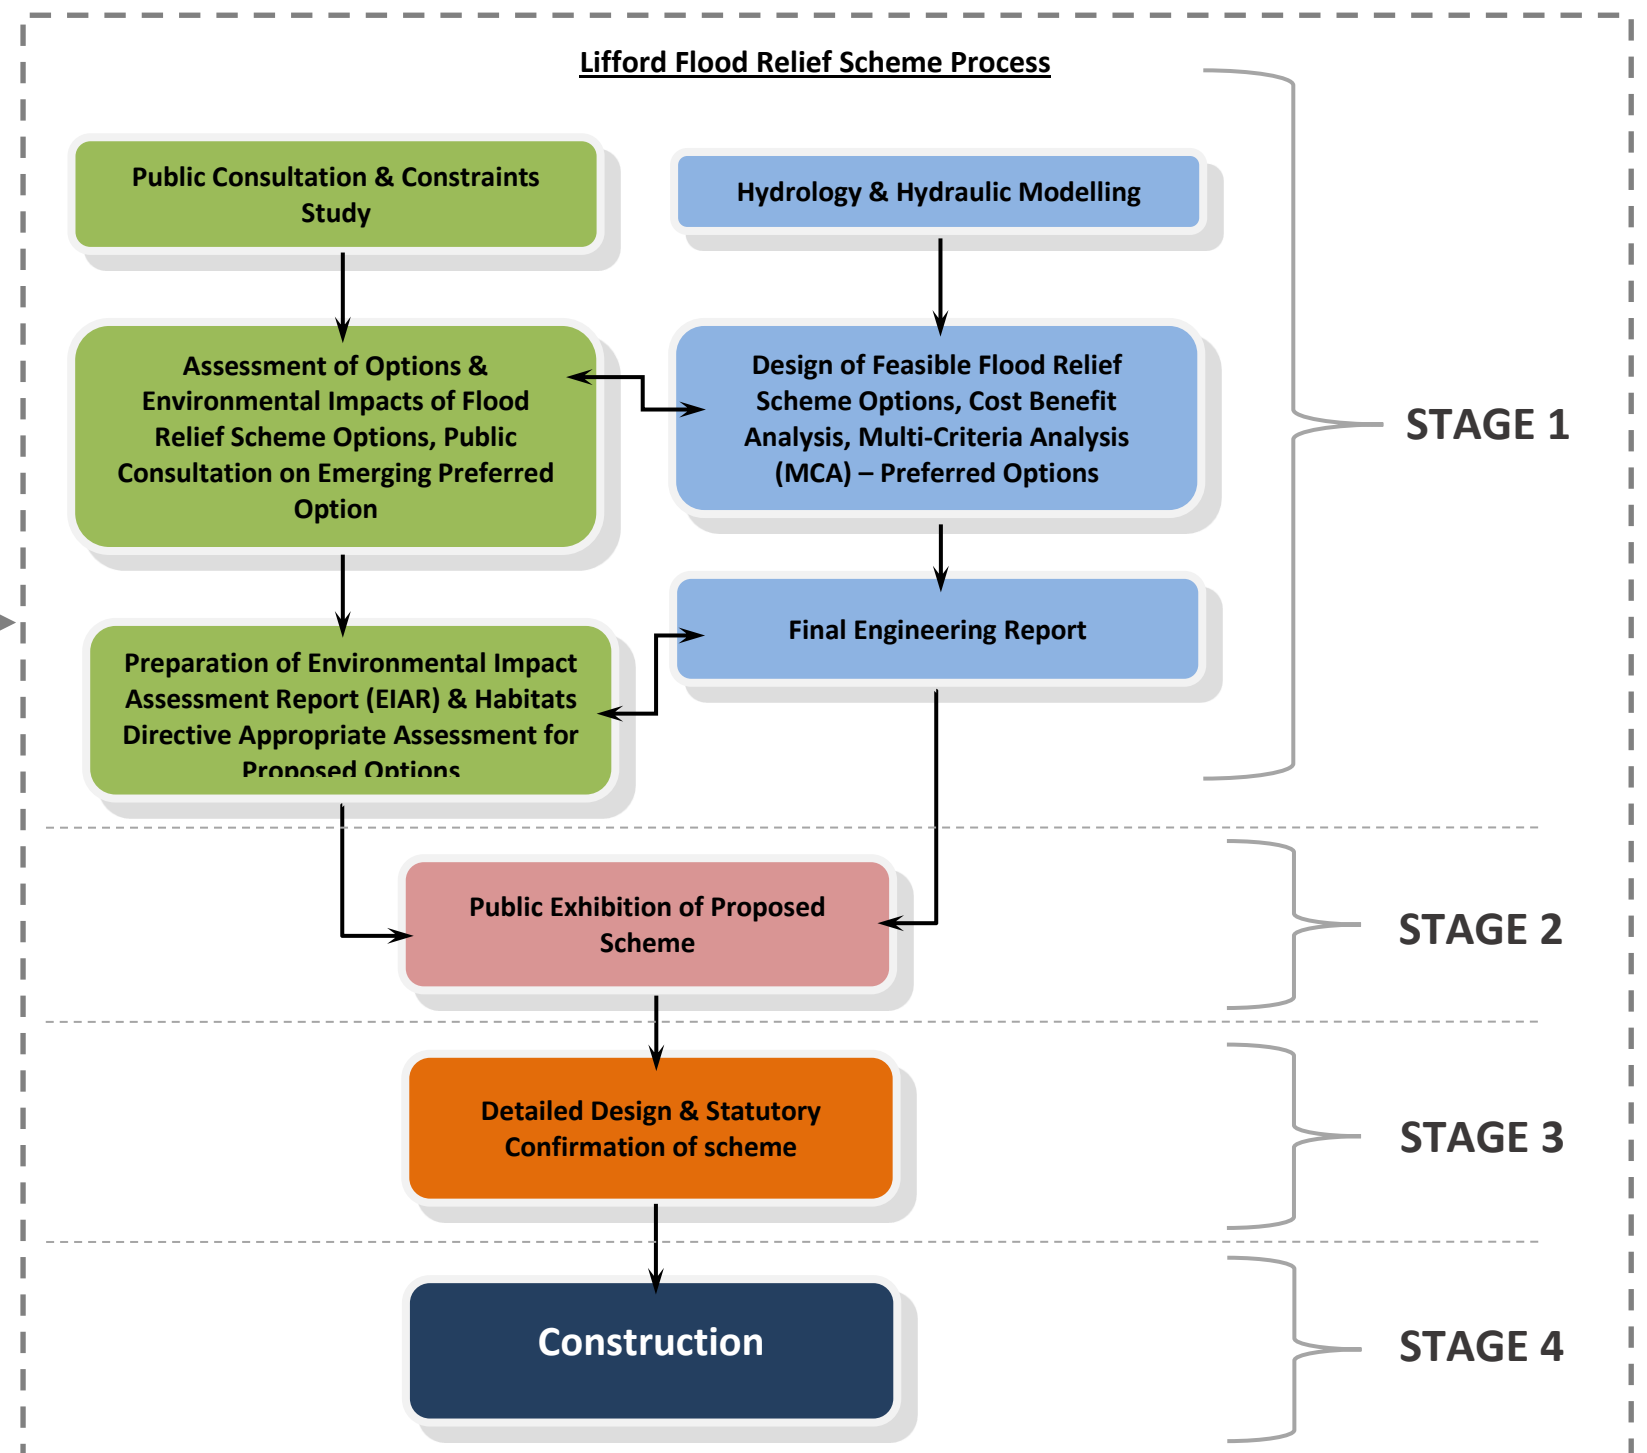 Lifford Flood Relief Scheme Process
Public Consultation & Constraints
Study
Hydrology & Hydraulic Modelling
Assessment of Options &
Environmental Impacts of Flood
Relief Scheme Options, Public
Consultation on Emerging Preferred
Option
Design of Feasible Flood Relief
Scheme Options, Cost Benefit
Analysis, Multi-Criteria Analysis
(MCA) – Preferred Options
STAGE 1
Final Engineering Report
Preparation of Environmental Impact
Assessment Report (EIAR) & Habitats
Directive Appropriate Assessment for
Proposed Options
Public Exhibition of Proposed
Scheme
STAGE 2
Detailed Design & Statutory
Confirmation of scheme
STAGE 3
Construction
STAGE 4